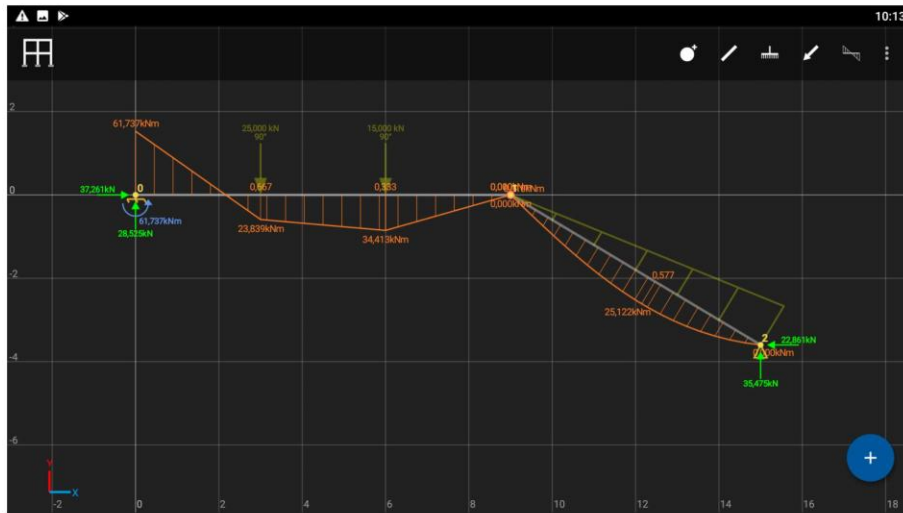 10:13
2
61,737kNm
25,000 kN
90°
15,000 kN
90°
37,261kN
0
0
0,667
0,333
61,737kNm
28,525kN
0,000kNm
23,839kNm
34,413kNm
-2
0,577
25,122kNm
2
22,861kN
-4
35,475kN
-6
Y
X
-2
0
2
4
6
8
10
12
14
16
18
+